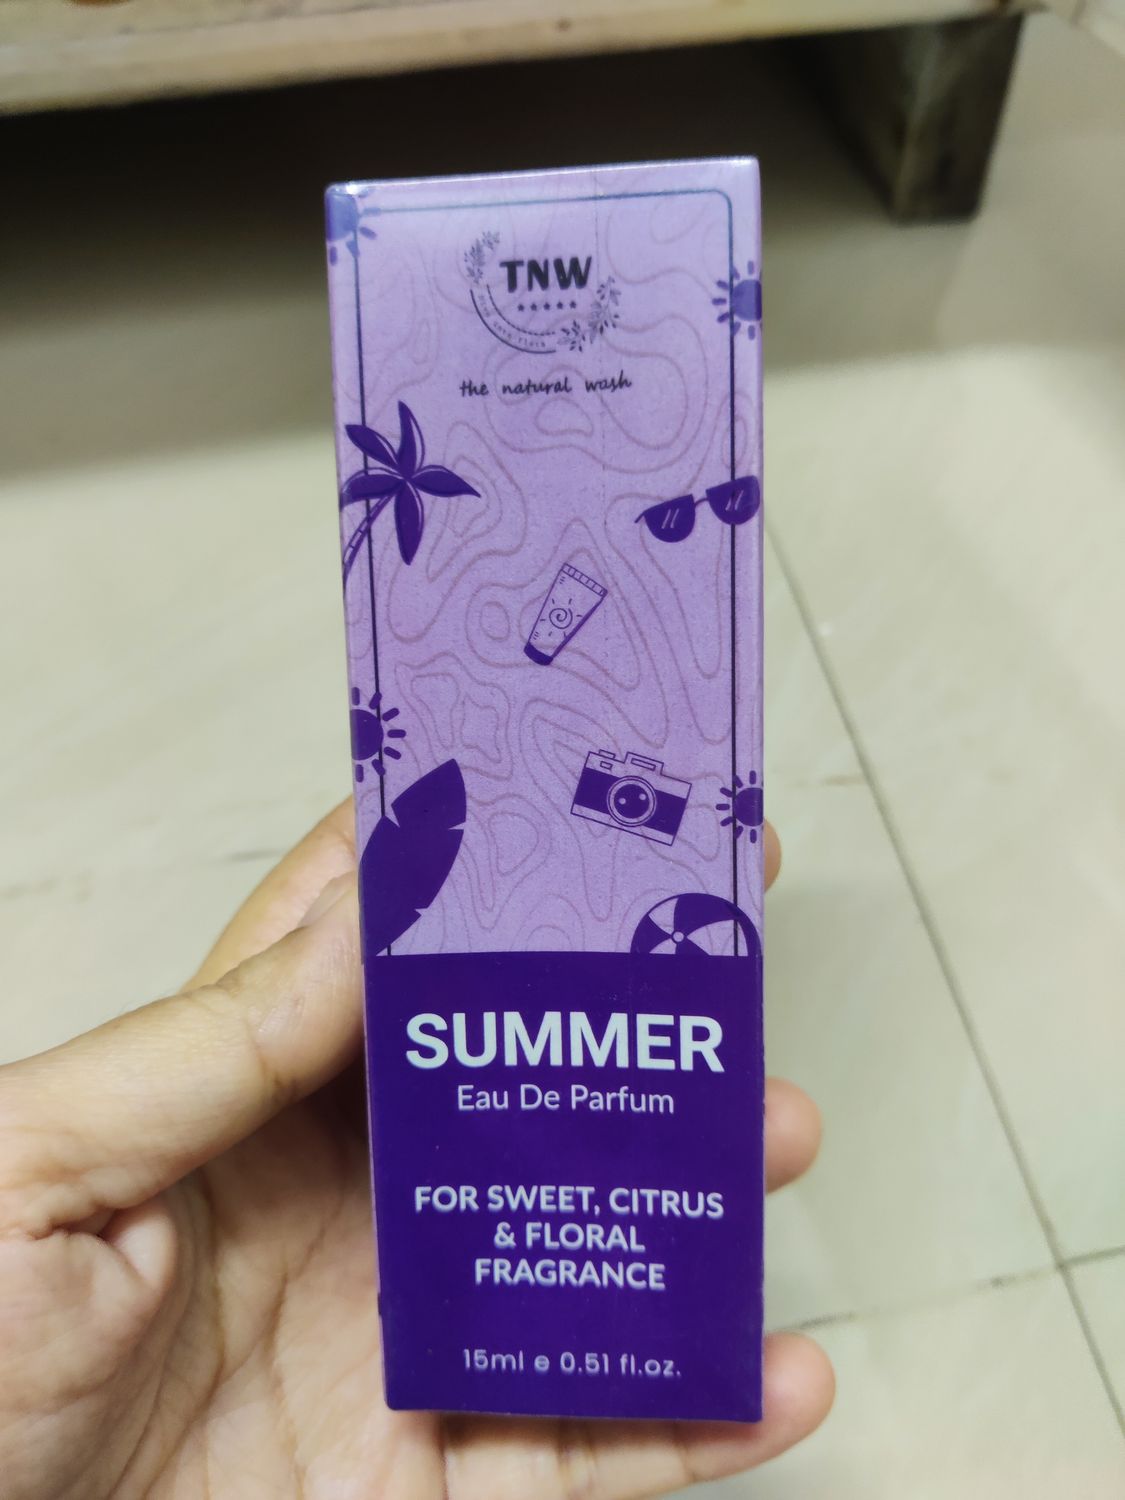 TNW
the natural wash
SUMMER
Eau De Parfum
FOR SWEET, CITRUS
& FLORAL
FRAGRANCE
15ml e 0.51 fl.oz.